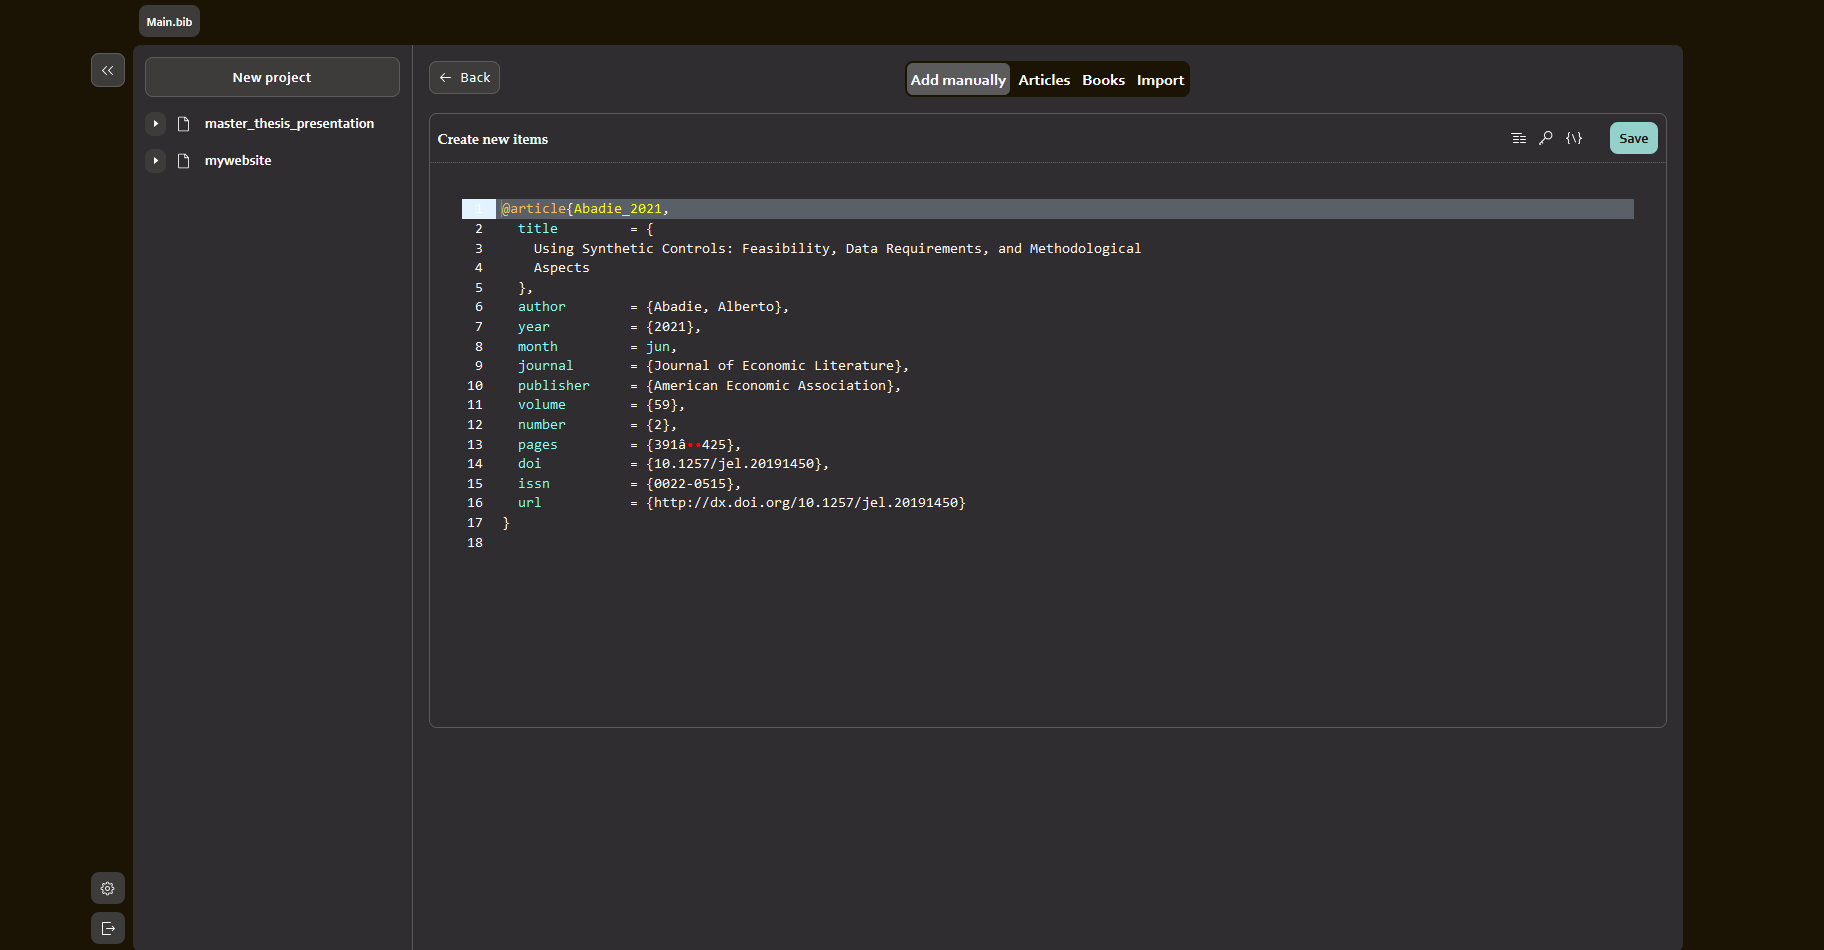 Main.bib
New project
master_thesis_presentation
mywebsite
Back
Add manually Articles Books Import
Create new items
Save
1 @article{Abadie_2021,
2 title = {
3 Using Synthetic Controls: Feasibility, Data Requirements, and Methodological
4 Aspects
5 },
6 author = {Abadie, Alberto},
7 year = {2021},
8 month = jun,
9 journal = {Journal of Economic Literature},
10 publisher = {American Economic Association},
11 volume = {59},
12 number = {2},
13 pages = {391â••425},
14 doi = {10.1257/jel.20191450},
15 issn = {0022-0515},
16 url = {http://dx.doi.org/10.1257/jel.20191450}
17 }
18